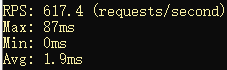 RPS: 617.4 (requests/second)
Max: 87ms
Min: 0ms
Avg: 1.9ms